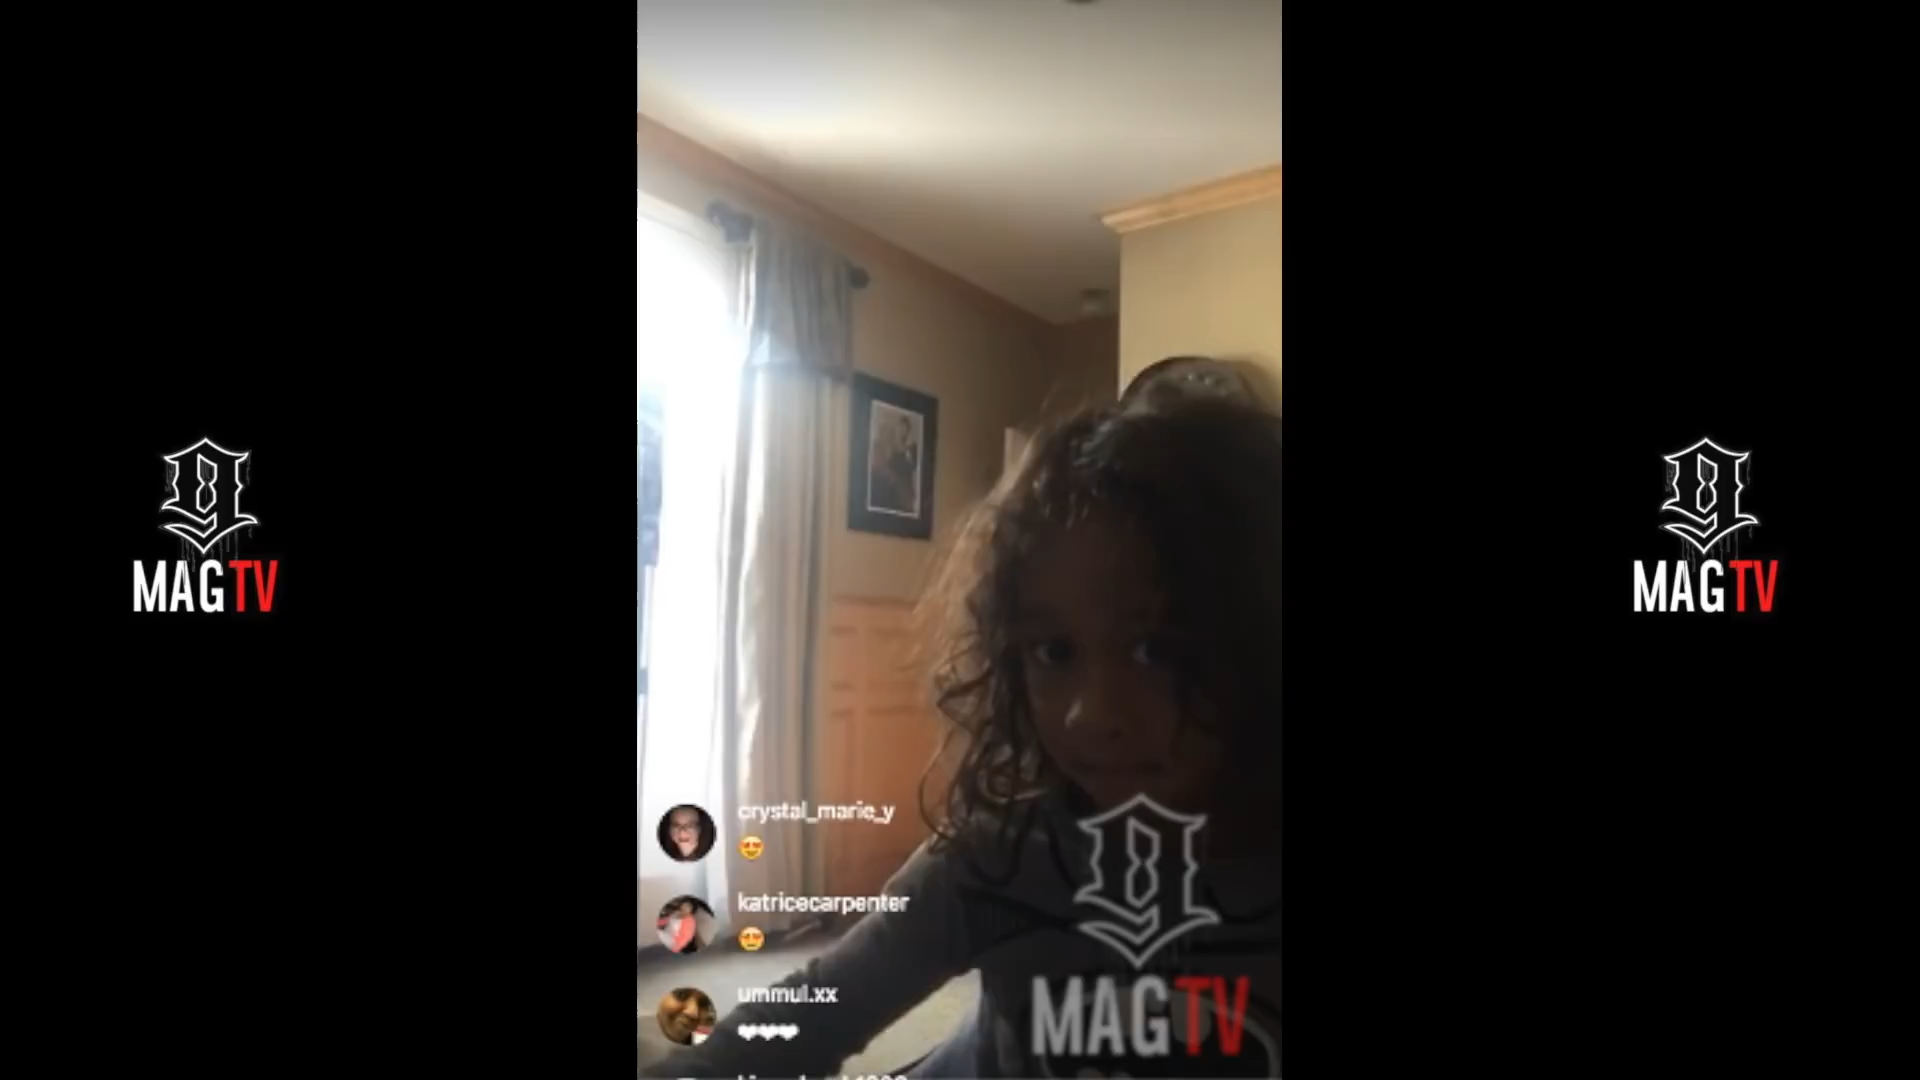 g
MAGTV
crystal_marie_y
😍
katricecarpenter
😍
ummul.xx
❤❤❤
g
MAGTV
g
MAGTV